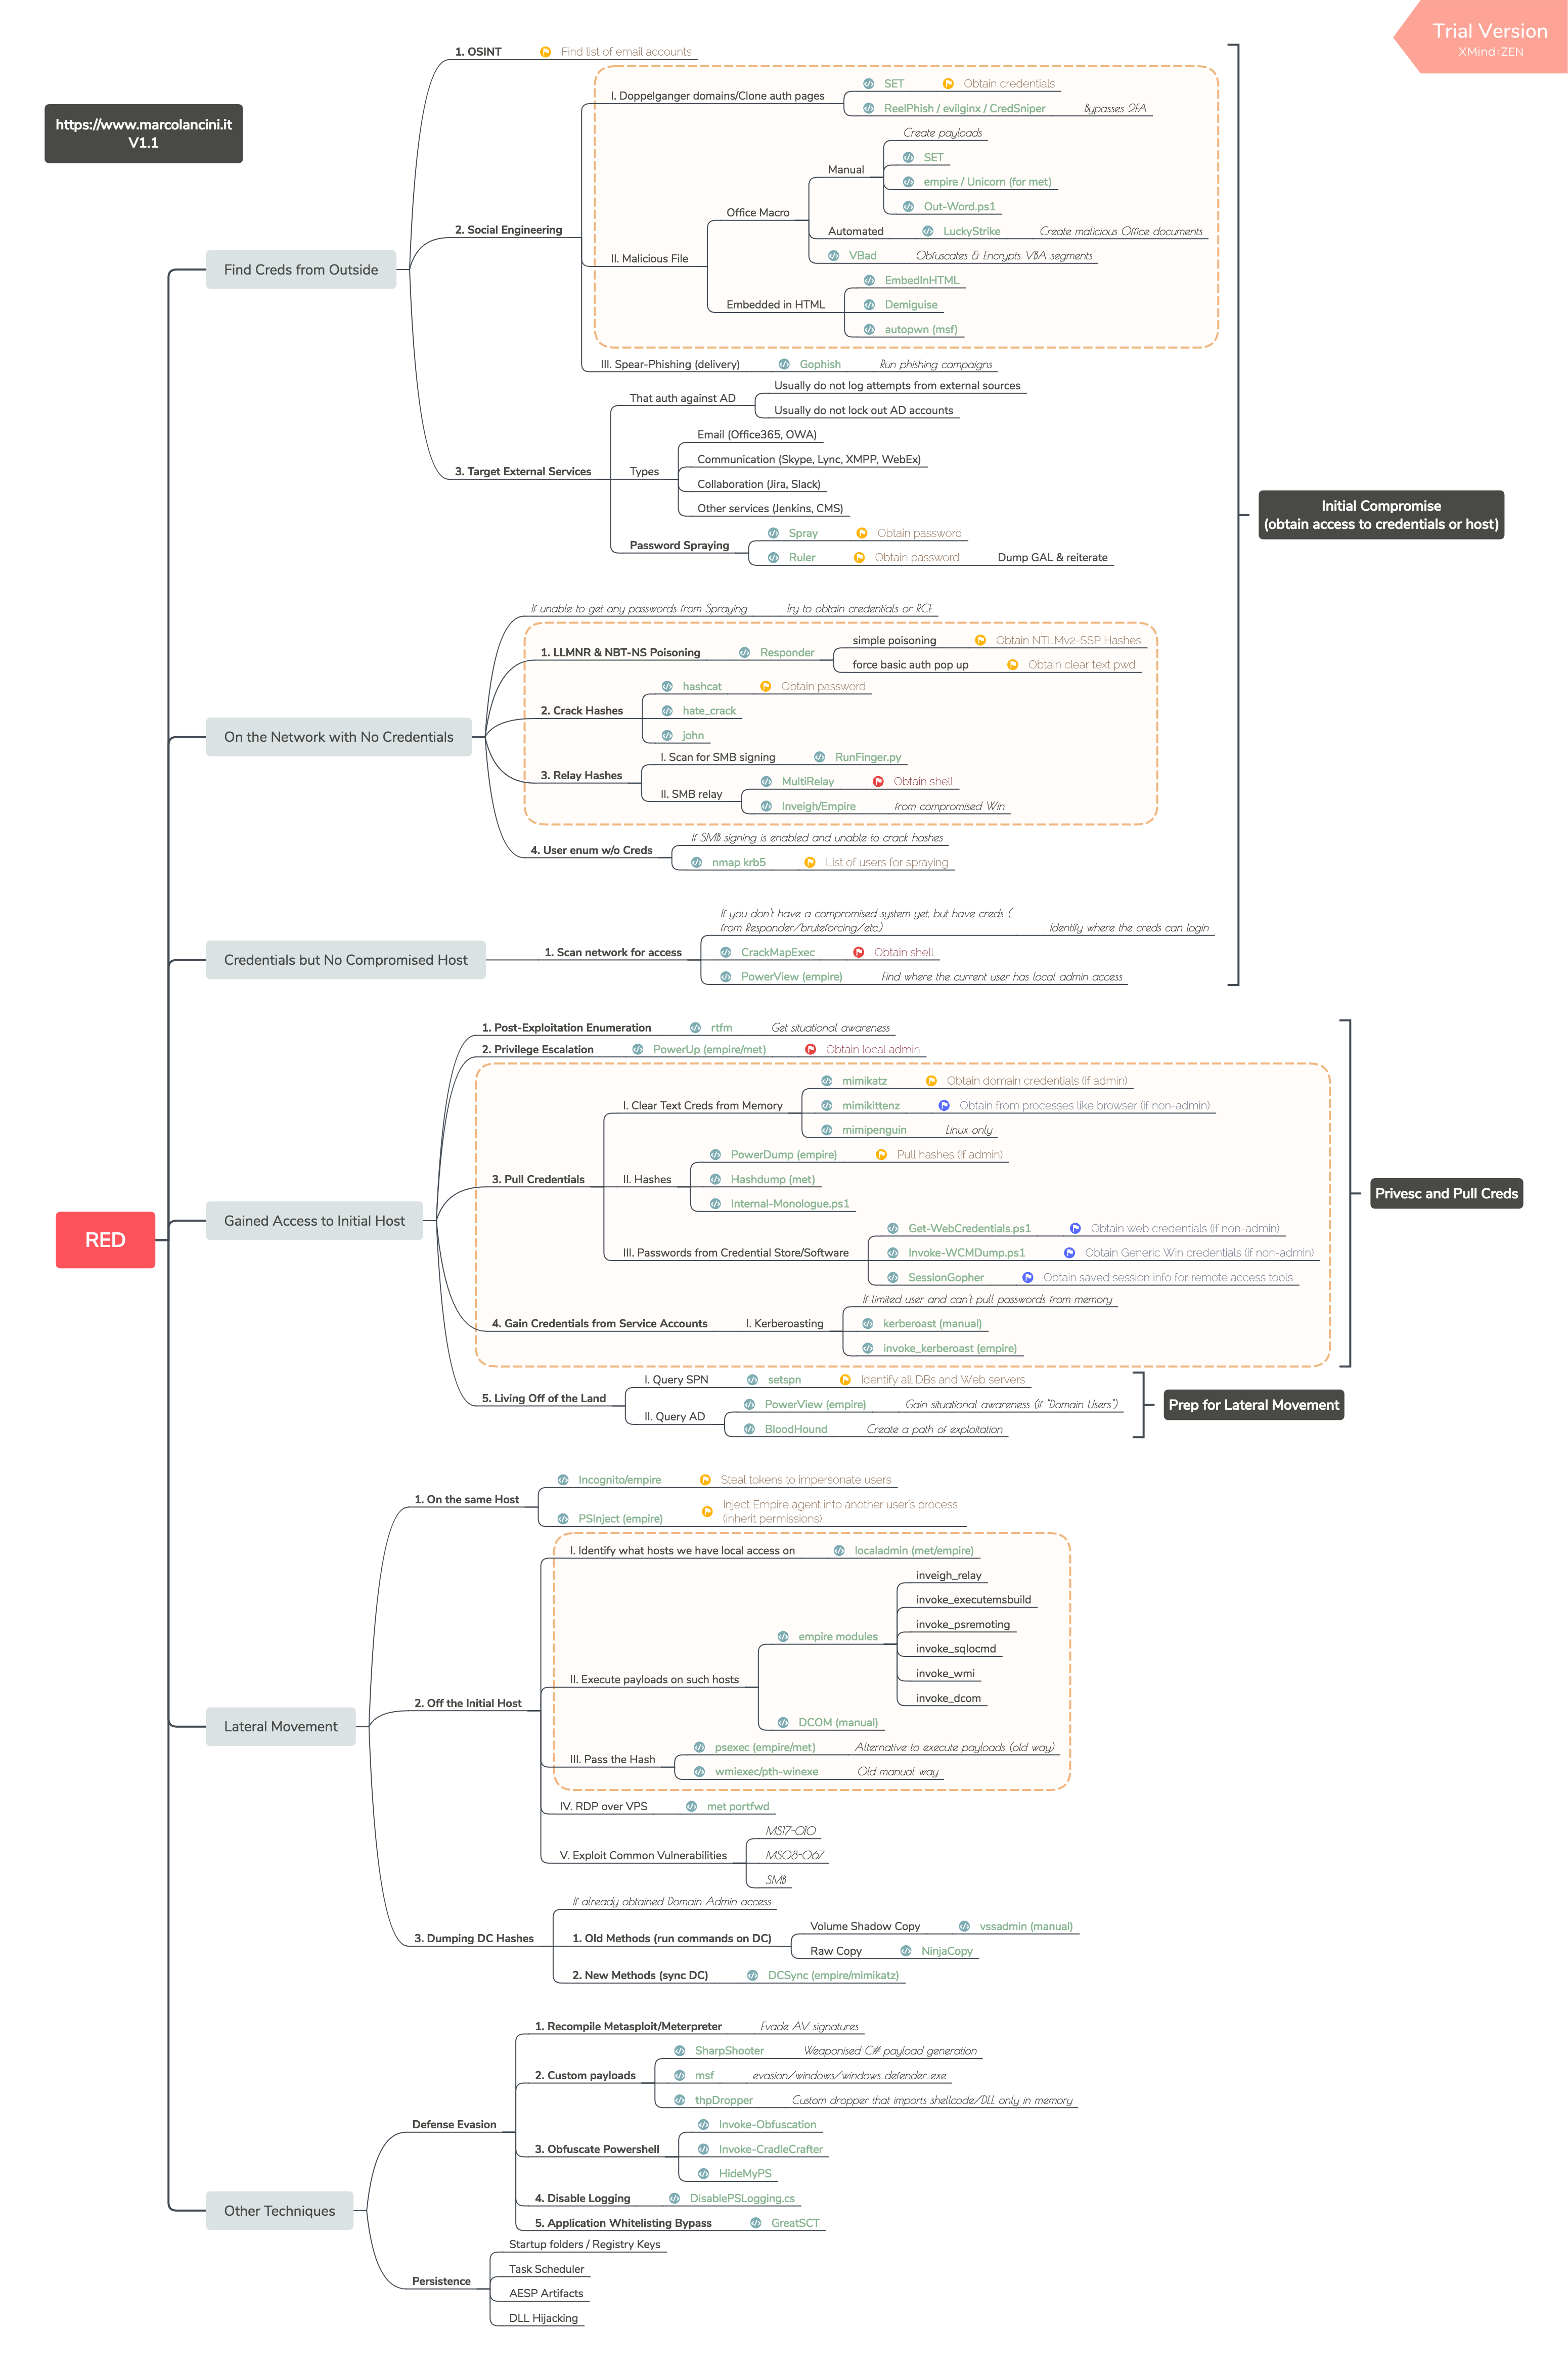 Trial Version
XMind:ZEN
https://www.marcolancini.it
V1.1
RED
Find Creds from Outside
1. OSINT
Find list of email accounts
2. Social Engineering
I. Doppelganger domains/Clone auth pages
SET
Obtain credentials
ReelPhish / evilginx / CredSniper
Bypasses 2FA
II. Malicious File
Office Macro
Manual
Create payloads
SET
empire / Unicorn (for met)
Out-Word.ps1
Automated
LuckyStrike
Create malicious Office documents
VBad
Obfuscates & Encrypts VBA segments
Embedded in HTML
EmbedInHTML
Demiguise
autopwn (msf)
III. Spear-Phishing (delivery)
Gophish
Run phishing campaigns
3. Target External Services
That auth against AD
Usually do not log attempts from external sources
Usually do not lock out AD accounts
Types
Email (Office365, OWA)
Communication (Skype, Lync, XMPP, WebEx)
Collaboration (Jira, Slack)
Other services (Jenkins, CMS)
Password Spraying
Spray
Obtain password
Ruler
Obtain password
Dump GAL & reiterate
On the Network with No Credentials
If unable to get any passwords from Spraying
Try to obtain credentials or RCE
1. LLMNR & NBT-NS Poisoning
Responder
simple poisoning
Obtain NTLMv2-SSP Hashes
force basic auth pop up
Obtain clear text pwd
2. Crack Hashes
hashcat
Obtain password
hate_crack
john
3. Relay Hashes
I. Scan for SMB signing
RunFinger.py
II. SMB relay
MultiRelay
Obtain shell
Inveigh/Empire
from compromised Win
4. User enum w/o Creds
If SMB signing is enabled and unable to crack hashes
nmap krb5
List of users for spraying
Credentials but No Compromised Host
1. Scan network for access
If you don't have a compromised system yet, but have creds (
from Responder/bruteforcing/etc.)
Identify where the creds can login
CrackMapExec
Obtain shell
PowerView (empire)
Find where the current user has local admin access
Initial Compromise
(obtain access to credentials or host)
Gained Access to Initial Host
1. Post-Exploitation Enumeration
rtfm
Get situational awareness
2. Privilege Escalation
PowerUp (empire/met)
Obtain local admin
3. Pull Credentials
I. Clear Text Creds from Memory
mimikatz
Obtain domain credentials (if admin)
mimikittenz
Obtain from processes like browser (if non-admin)
mimipenguin
Linux only
II. Hashes
PowerDump (empire)
Pull hashes (if admin)
Hashdump (met)
Internal-Monologue.ps1
III. Passwords from Credential Store/Software
Get-WebCredentials.ps1
Obtain web credentials (if non-admin)
Invoke-WCMDump.ps1
Obtain Generic Win credentials (if non-admin)
SessionGopher
Obtain saved session info for remote access tools
4. Gain Credentials from Service Accounts
I. Kerberoasting
If limited user and can't pull passwords from memory
kerberoast (manual)
invoke_kerberoast (empire)
Privesc and Pull Creds
5. Living Off of the Land
I. Query SPN
setspn
Identify all DBs and Web servers
II. Query AD
PowerView (empire)
Gain situational awareness (if "Domain Users")
BloodHound
Create a path of exploitation
Prep for Lateral Movement
Lateral Movement
1. On the same Host
Incognito/empire
Steal tokens to impersonate users
PSInject (empire)
Inject Empire agent into another user's process
(inherit permissions)
2. Off the Initial Host
I. Identify what hosts we have local access on
localadmin (met/empire)
II. Execute payloads on such hosts
empire modules
inveigh_relay
invoke_executemsbuild
invoke_psremoting
invoke_sqlocmd
invoke_wmi
invoke_dcom
DCOM (manual)
III. Pass the Hash
psexec (empire/met)
Alternative to execute payloads (old way)
wmiexec/pth-winexe
Old manual way
IV. RDP over VPS
met portfwd
V. Exploit Common Vulnerabilities
MS17-010
MS08-067
SMB
3. Dumping DC Hashes
If already obtained Domain Admin access
1. Old Methods (run commands on DC)
Volume Shadow Copy
vssadmin (manual)
Raw Copy
NinjaCopy
2. New Methods (sync DC)
DCSync (empire/mimikatz)
Other Techniques
Defense Evasion
1. Recompile Metasploit/Meterpreter
Evade AV signatures
2. Custom payloads
SharpShooter
Weaponised C# payload generation
msf
evasion/windows/windows_defender_exe
thpDropper
Custom dropper that imports shellcode/DLL only in memory
3. Obfuscate Powershell
Invoke-Obfuscation
Invoke-CradleCrafter
HideMyPS
4. Disable Logging
DisablePSLogging.cs
5. Application Whitelisting Bypass
GreatSCT
Persistence
Startup folders / Registry Keys
Task Scheduler
AESP Artifacts
DLL Hijacking